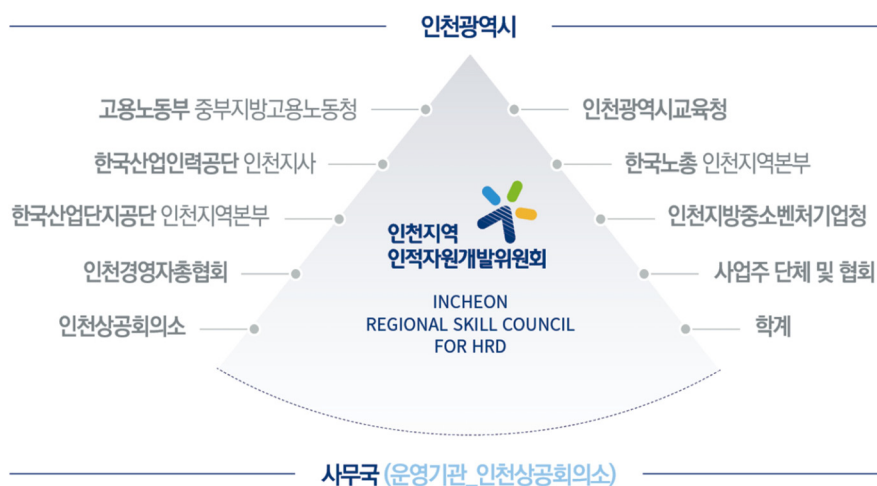 인천광역시
고용노동부 중부지방고용노동청
인천광역시교육청
한국산업인력공단 인천지사
한국노총 인천지역본부
한국산업단지공단 인천지역본부
인천지방중소벤처기업청
인천경영자총협회
사업주 단체 및 협회
인천상공회의소
학계
인천지역
인적자원개발위원회
INCHEON
REGIONAL SKILL COUNCIL
FOR HRD
사무국 (운영기관_인천상공회의소)